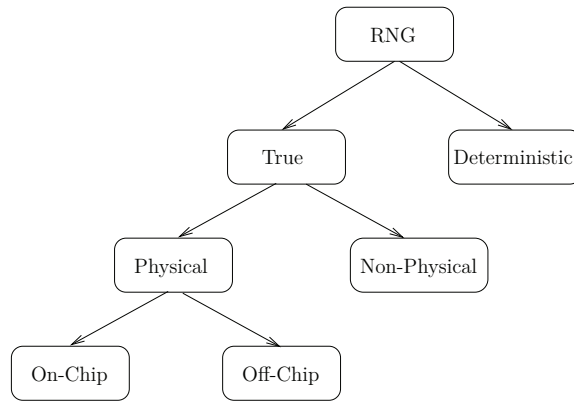 RNG
True
Deterministic
Physical
Non-Physical
On-Chip
Off-Chip